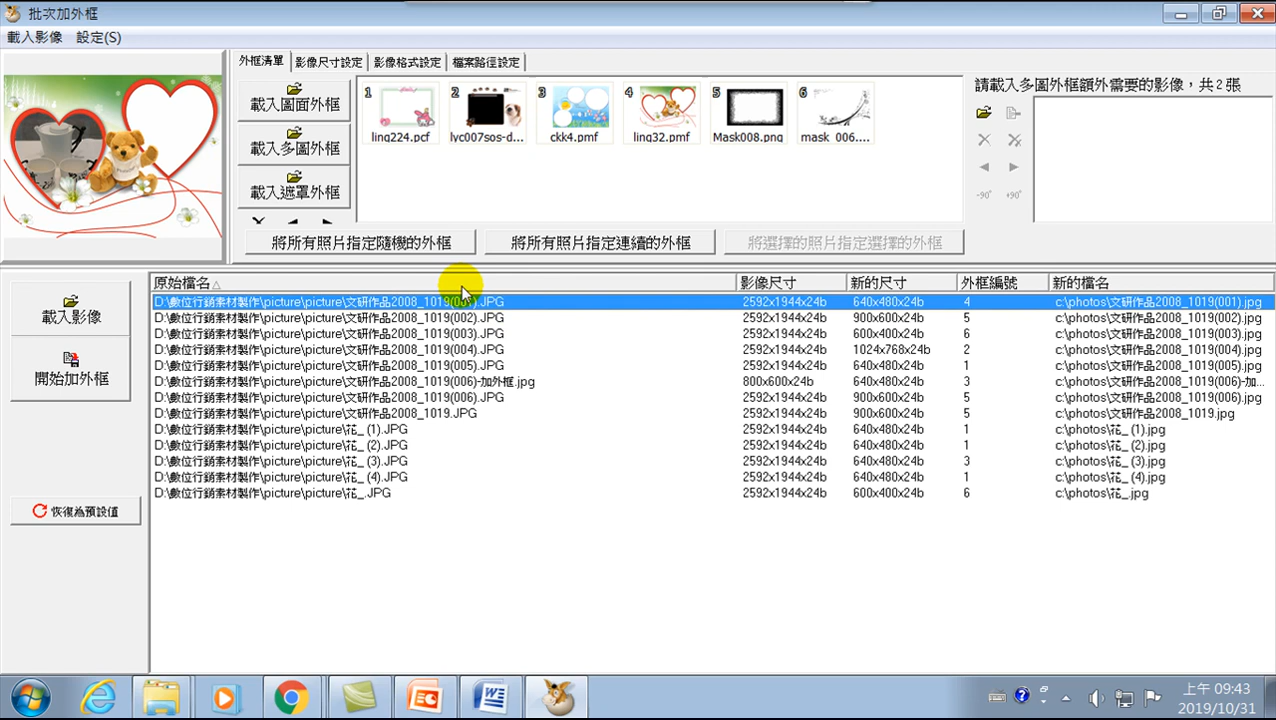 批次加外框
載入影像 設定(S)
外框清單 影像尺寸設定 影像格式設定 檔案路徑設定
載入圖面外框
載入多圖外框
載入遮罩外框
1 ling224.pcf
2 lyc007sos-d...
3 ckk4.pmf
4 ling32.pmf
5 Mask008.png
6 mask_006....
請載入多圖外框額外需要的影像，共2張
-90° +90°
將所有照片指定隨機的外框 將所有照片指定連續的外框 將選擇的照片指定選擇的外框
載入影像
開始加外框
恢復為預設值
原始檔名 影像尺寸 新的尺寸 外框編號 新的檔名
D:\數位行銷素材製作\picture\picture\文研作品2008_1019(001).JPG 2592x1944x24b 640x480x24b 4 c:\photos\文研作品2008_1019(001).jpg
D:\數位行銷素材製作\picture\picture\文研作品2008_1019(002).JPG 2592x1944x24b 900x600x24b 5 c:\photos\文研作品2008_1019(002).jpg
D:\數位行銷素材製作\picture\picture\文研作品2008_1019(003).JPG 2592x1944x24b 600x400x24b 6 c:\photos\文研作品2008_1019(003).jpg
D:\數位行銷素材製作\picture\picture\文研作品2008_1019(004).JPG 2592x1944x24b 1024x768x24b 2 c:\photos\文研作品2008_1019(004).jpg
D:\數位行銷素材製作\picture\picture\文研作品2008_1019(005).JPG 2592x1944x24b 640x480x24b 1 c:\photos\文研作品2008_1019(005).jpg
D:\數位行銷素材製作\picture\picture\文研作品2008_1019(006)-加外框.jpg 800x600x24b 640x480x24b 3 c:\photos\文研作品2008_1019(006)-加...
D:\數位行銷素材製作\picture\picture\文研作品2008_1019(006).JPG 2592x1944x24b 900x600x24b 5 c:\photos\文研作品2008_1019(006).jpg
D:\數位行銷素材製作\picture\picture\文研作品2008_1019.JPG 2592x1944x24b 900x600x24b 5 c:\photos\文研作品2008_1019.jpg
D:\數位行銷素材製作\picture\picture\花_ (1).JPG 2592x1944x24b 640x480x24b 1 c:\photos\花_ (1).jpg
D:\數位行銷素材製作\picture\picture\花_ (2).JPG 2592x1944x24b 640x480x24b 1 c:\photos\花_ (2).jpg
D:\數位行銷素材製作\picture\picture\花_ (3).JPG 2592x1944x24b 640x480x24b 3 c:\photos\花_ (3).jpg
D:\數位行銷素材製作\picture\picture\花_ (4).JPG 2592x1944x24b 640x480x24b 1 c:\photos\花_ (4).jpg
D:\數位行銷素材製作\picture\picture\花_.JPG 2592x1944x24b 600x400x24b 6 c:\photos\花_.jpg
上午 09:43
2019/10/31